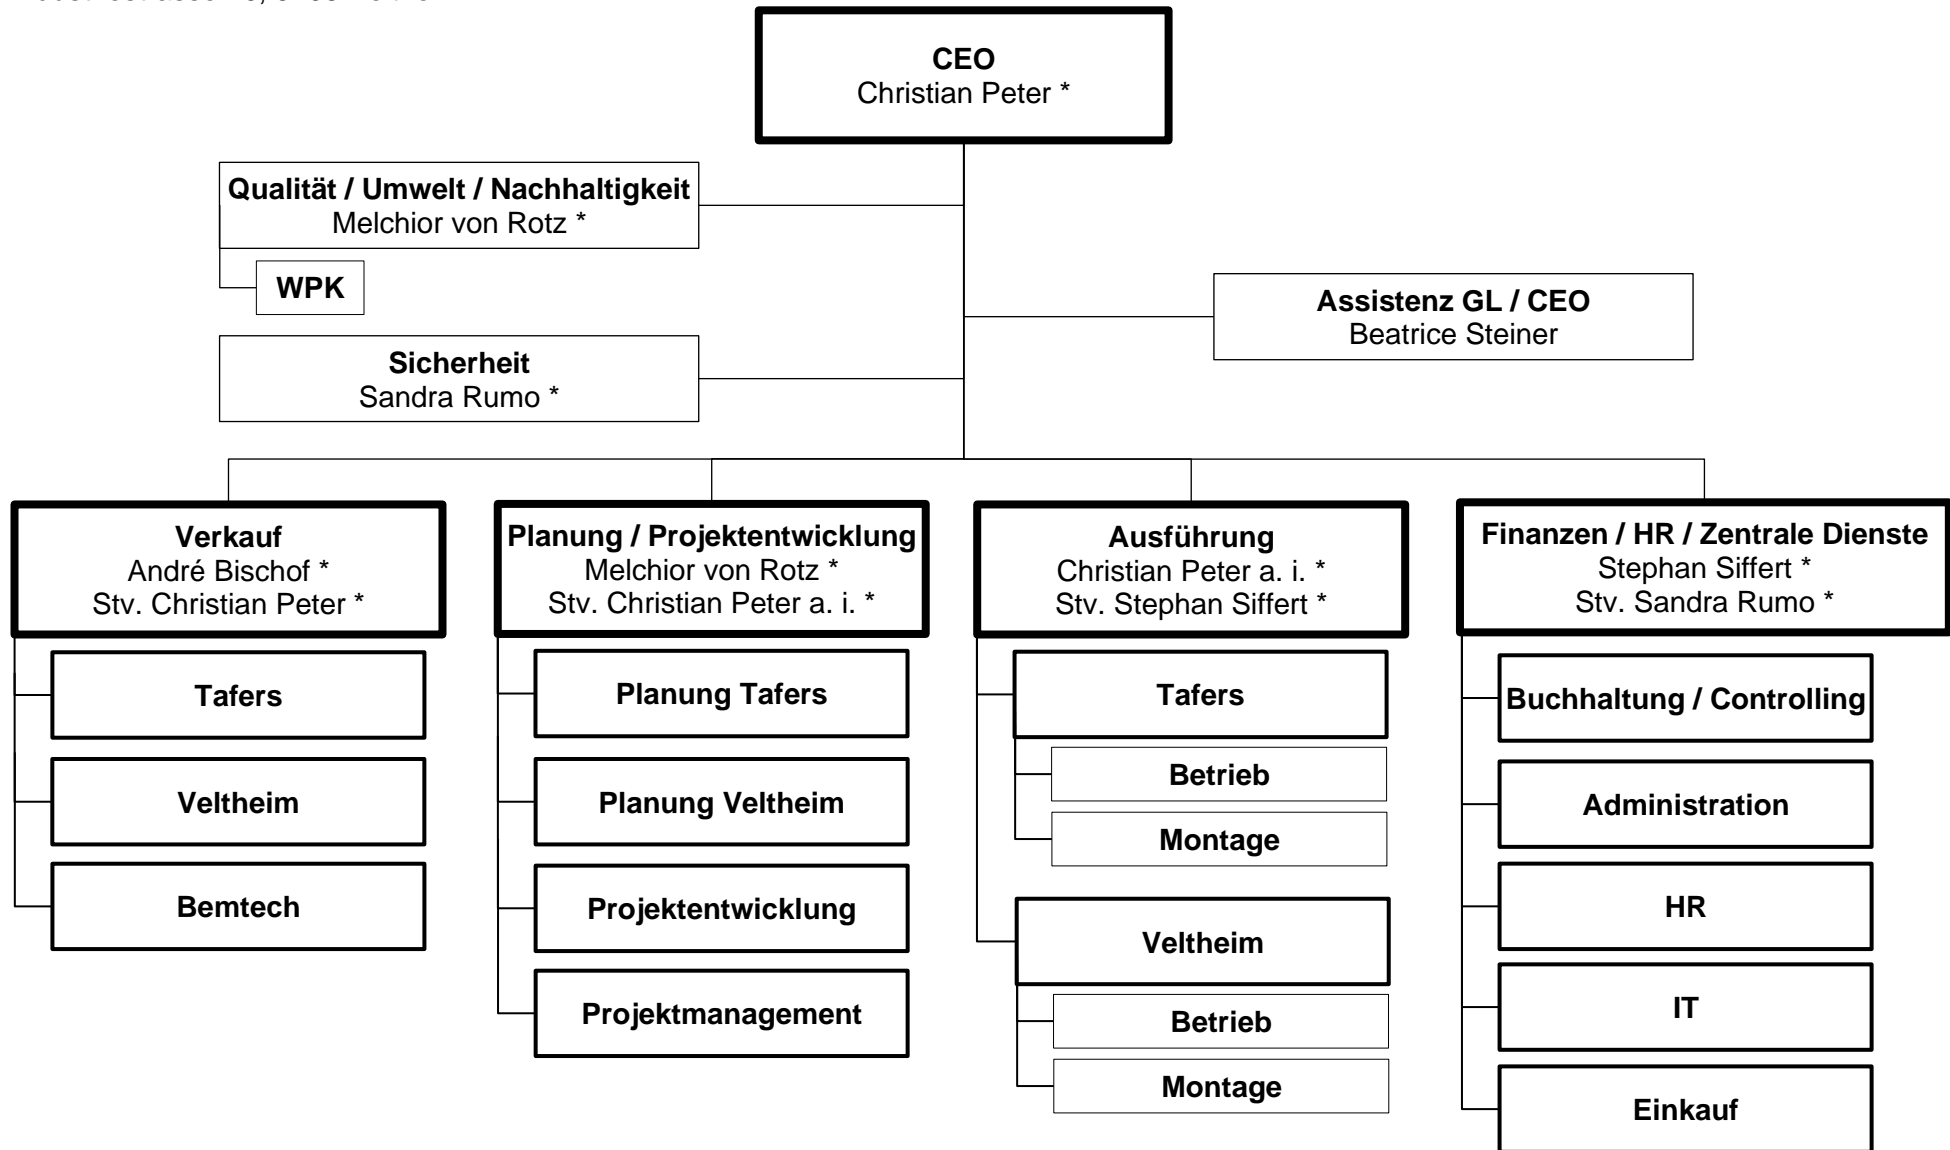 CEO
Christian Peter *
Qualität / Umwelt / Nachhaltigkeit
Melchior von Rotz *
WPK
Assistenz GL / CEO
Beatrice Steiner
Sicherheit
Sandra Rumo *
Verkauf
André Bischof *
Stv. Christian Peter *
Tafers
Veltheim
Bemtech
Planung / Projektentwicklung
Melchior von Rotz *
Stv. Christian Peter a. i. *
Planung Tafers
Planung Veltheim
Projektentwicklung
Projektmanagement
Ausführung
Christian Peter a. i. *
Stv. Stephan Siffert *
Tafers
Betrieb
Montage
Veltheim
Betrieb
Montage
Finanzen / HR / Zentrale Dienste
Stephan Siffert *
Stv. Sandra Rumo *
Buchhaltung / Controlling
Administration
HR
IT
Einkauf